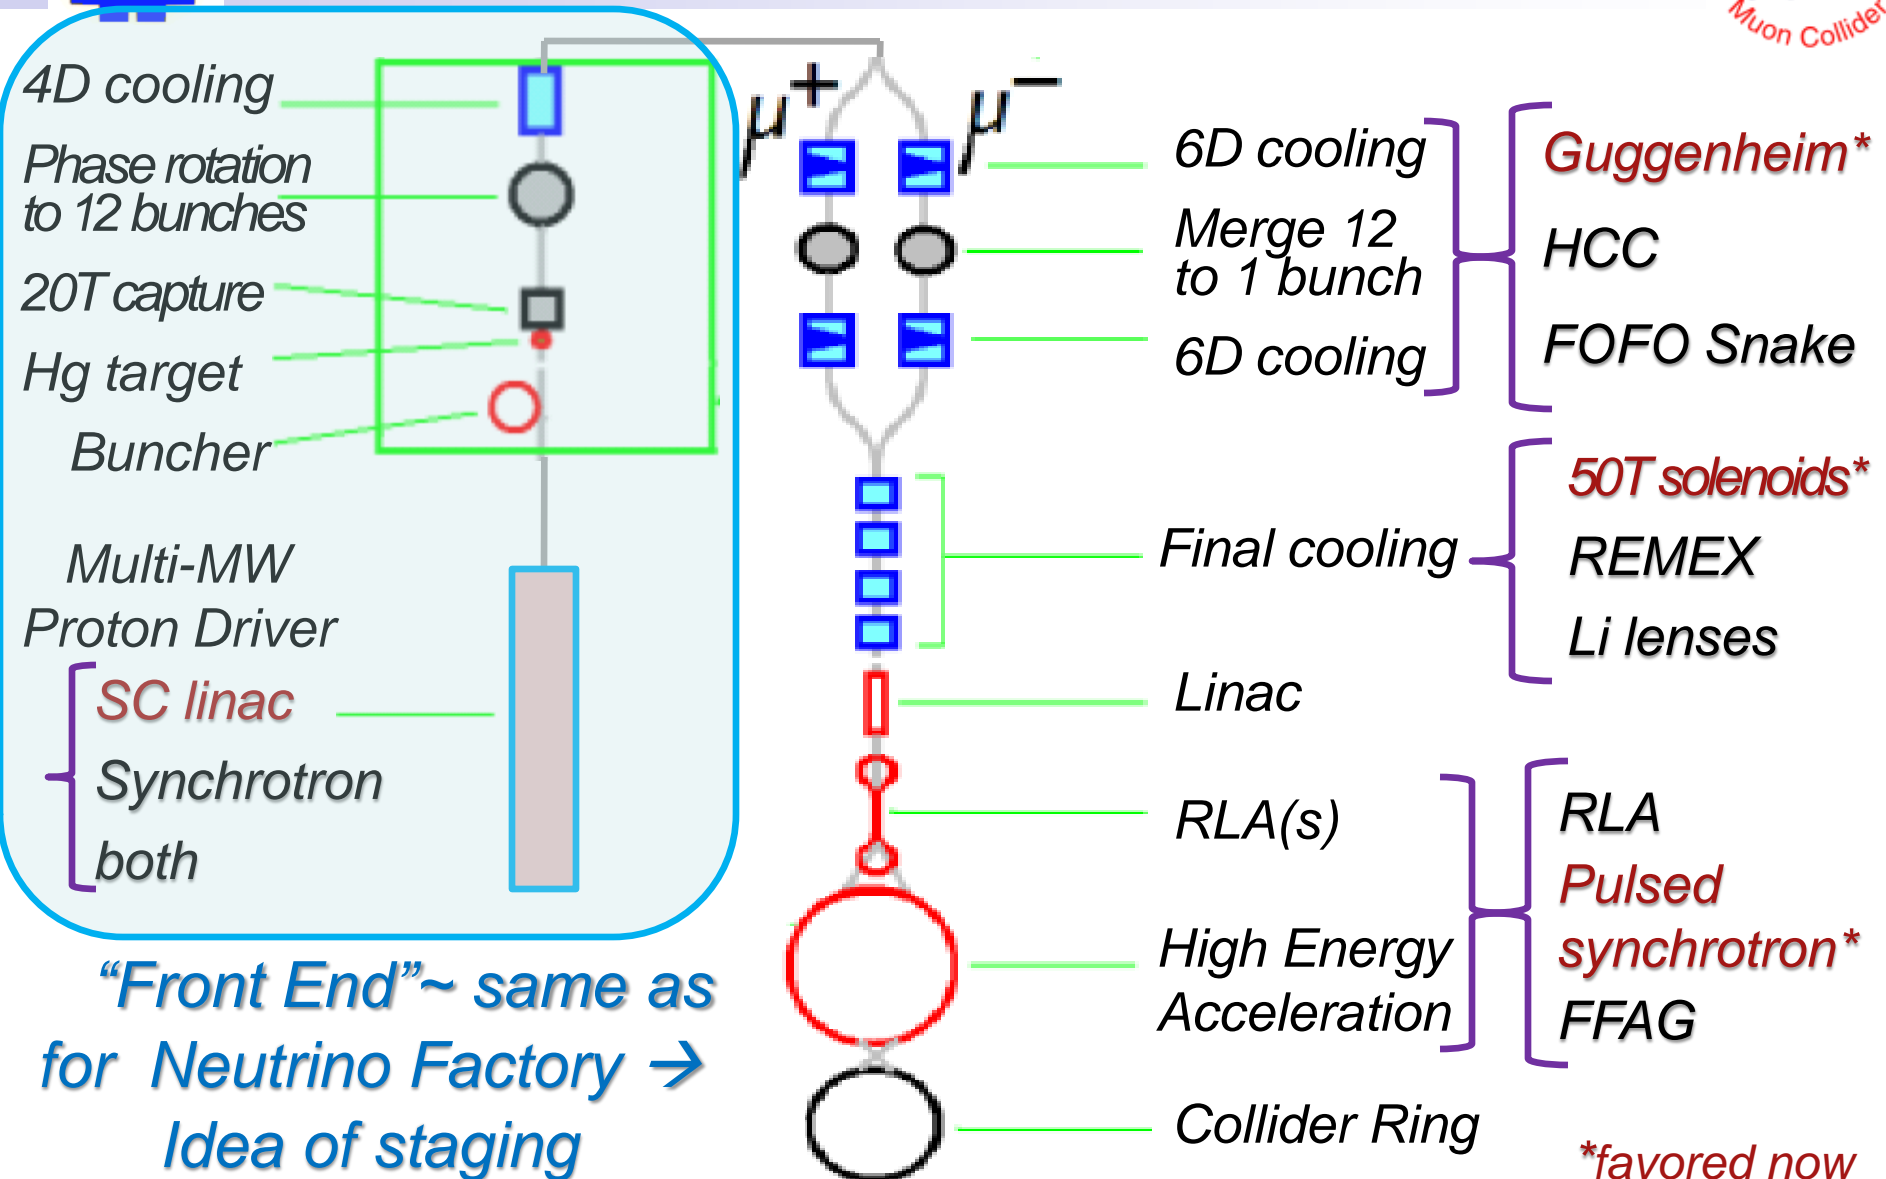 Muon Collider
4D cooling
Phase rotation
to 12 bunches
20T capture
Hg target
Buncher
Multi-MW
Proton Driver
SC linac
Synchrotron
both
“Front End”~ same as
for Neutrino Factory →
Idea of staging
μ+
μ−
6D cooling
Merge 12
to 1 bunch
6D cooling
Guggenheim*
HCC
FOFO Snake
Final cooling
50T solenoids*
REMEX
Li lenses
Linac
RLA(s)
High Energy
Acceleration
RLA
Pulsed
synchrotron*
FFAG
Collider Ring
*favored now